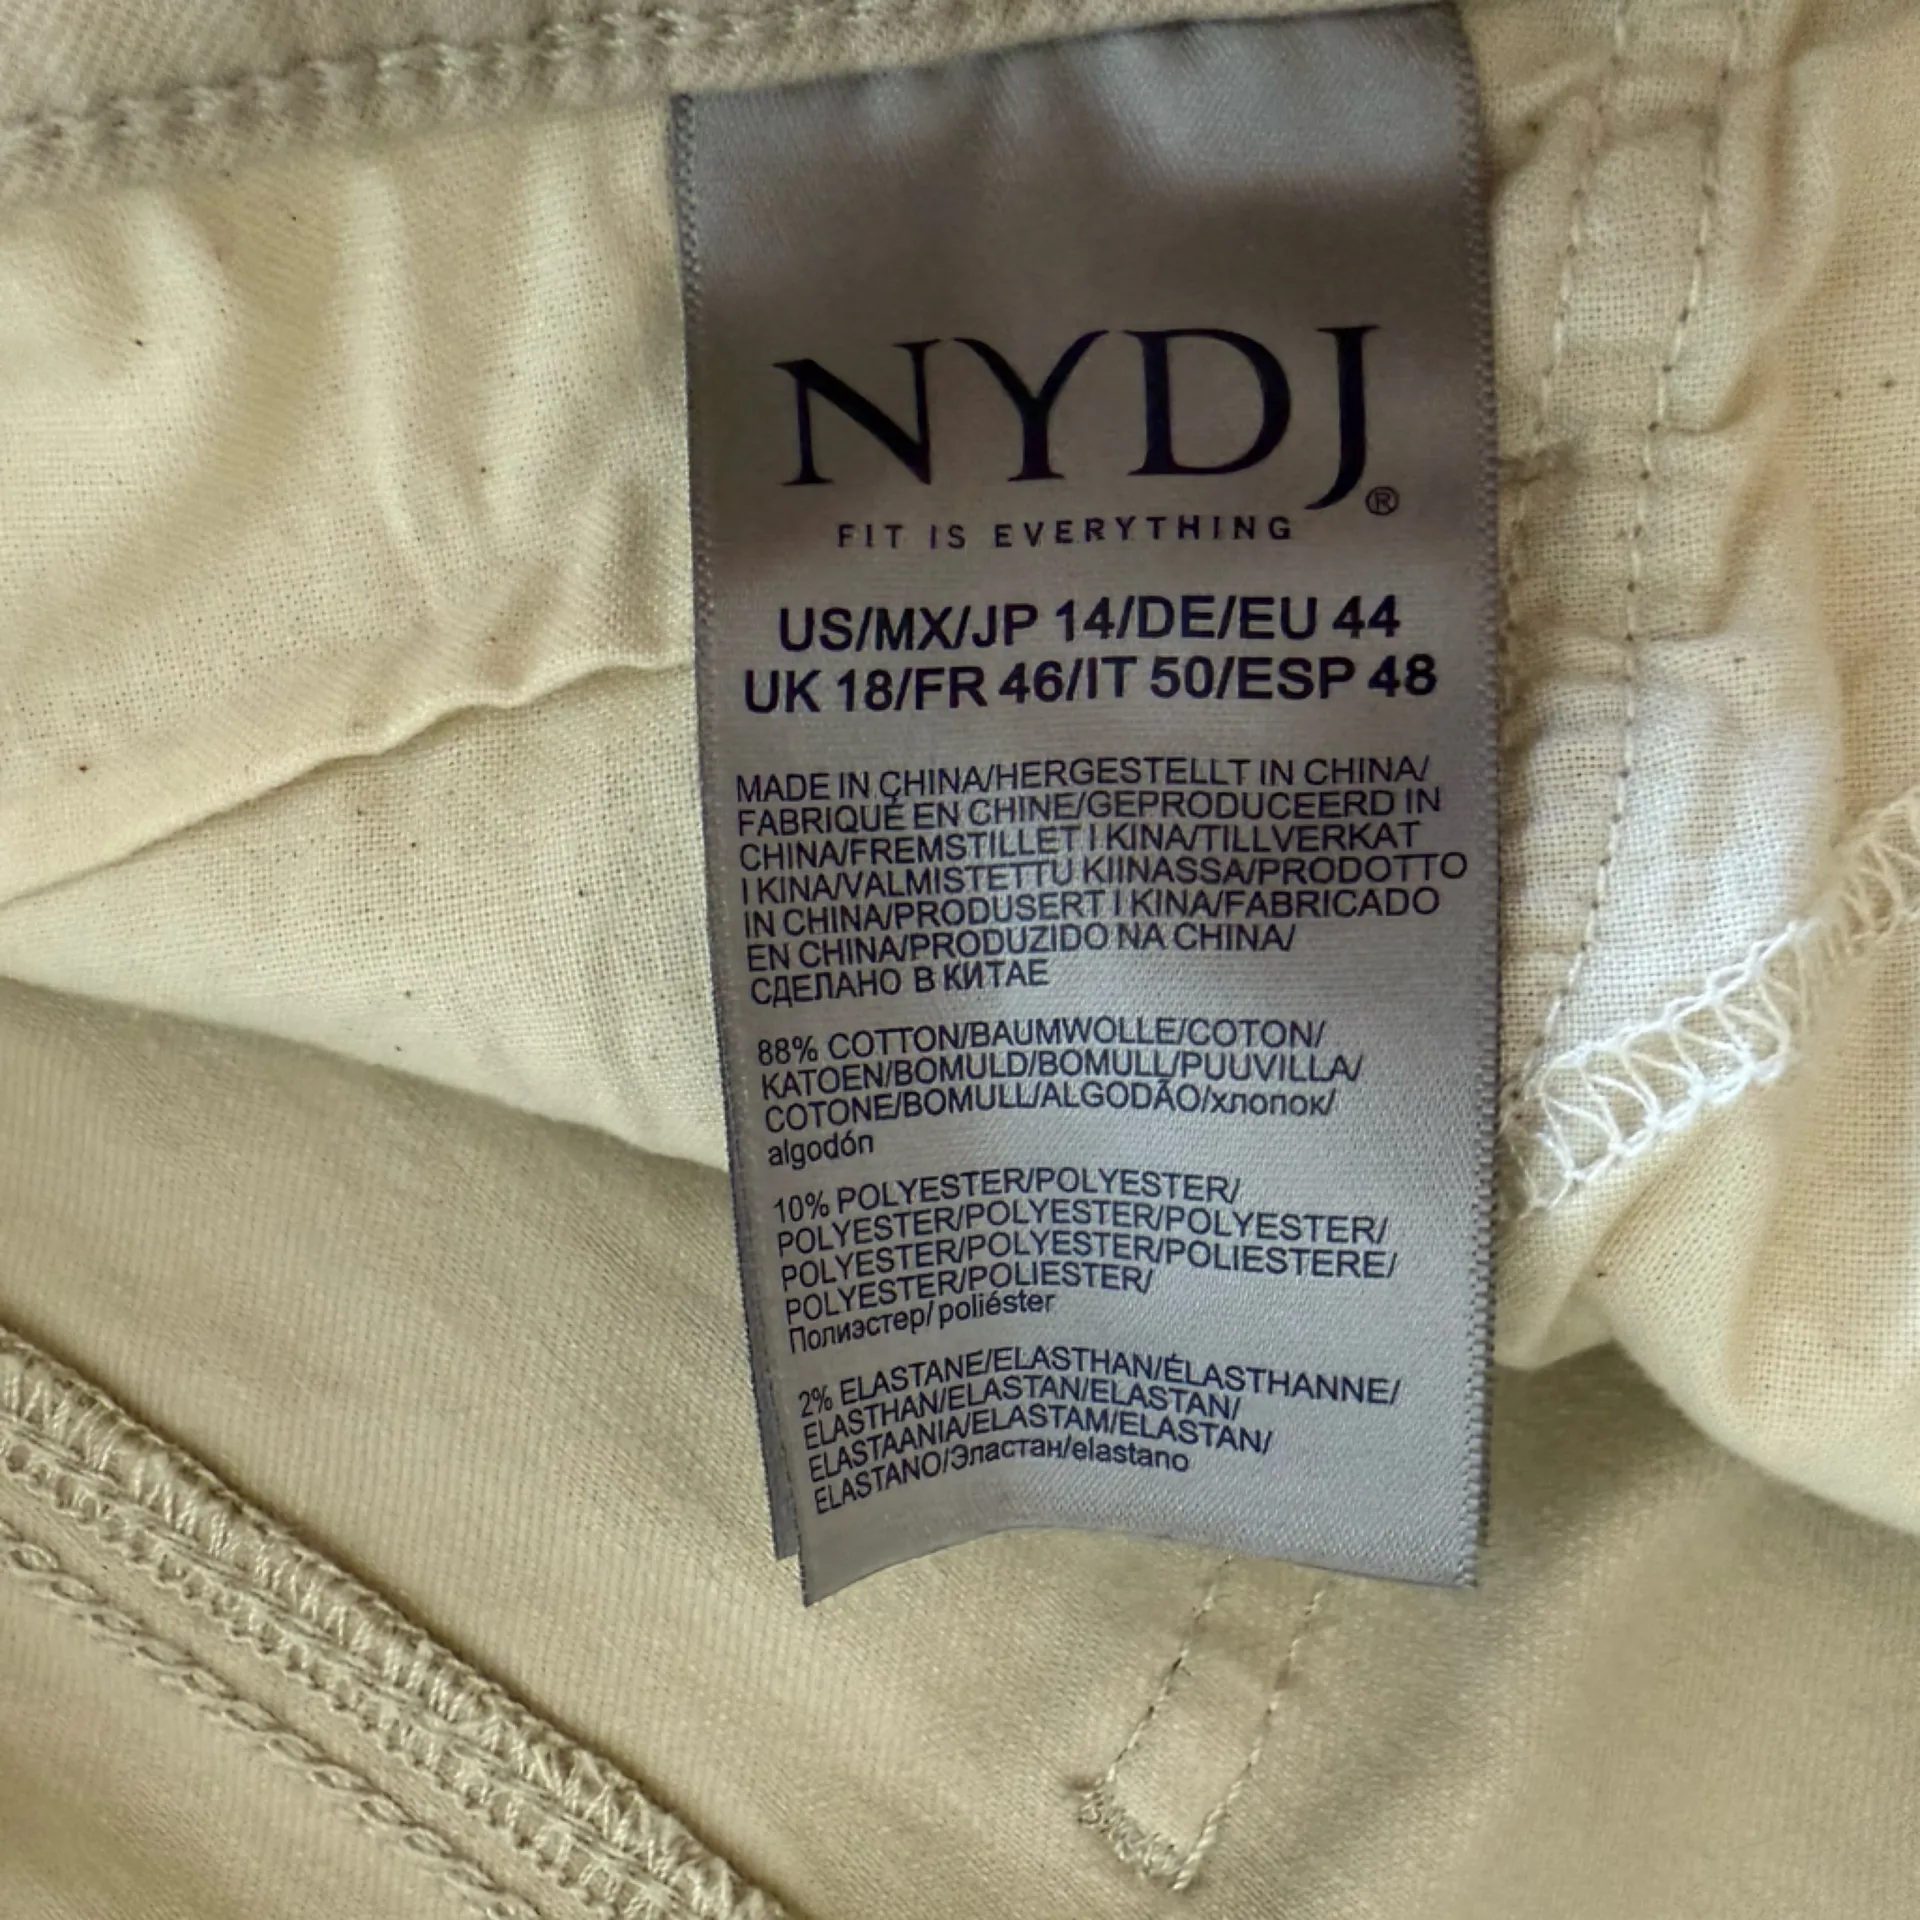 NYDJ®
FIT IS EVERYTHING
US/MX/JP 14/DE/EU 44
UK 18/FR 46/IT 50/ESP 48
MADE IN CHINA/HERGESTELLT IN CHINA/
FABRIQUÉ EN CHINE/GEPRODUCEERD IN
CHINA/FREMSTILLET I KINA/TILLVERKAT
I KINA/VALMISTETTU KIINASSA/PRODOTTO
IN CHINA/PRODUSERT I KINA/FABRICADO
EN CHINA/PRODUZIDO NA CHINA/
СДЕЛАНО В КИТАЕ
88% COTTON/BAUMWOLLE/COTON/
KATOEN/BOMULD/BOMULL/PUUVILLA/
COTONE/BOMULL/ALGODÃO/хлопок/
algodón
10% POLYESTER/POLYESTER/
POLYESTER/POLYESTER/POLYESTER/
POLYESTER/POLYESTER/POLIESTERE/
POLYESTER/POLIESTER/
Полиэстер/poliéster
2% ELASTANE/ELASTHAN/ÉLASTHANNE/
ELASTHAN/ELASTAN/ELASTAN/
ELASTAANIA/ELASTAM/ELASTAN/
ELASTANO/Эластан/elastano